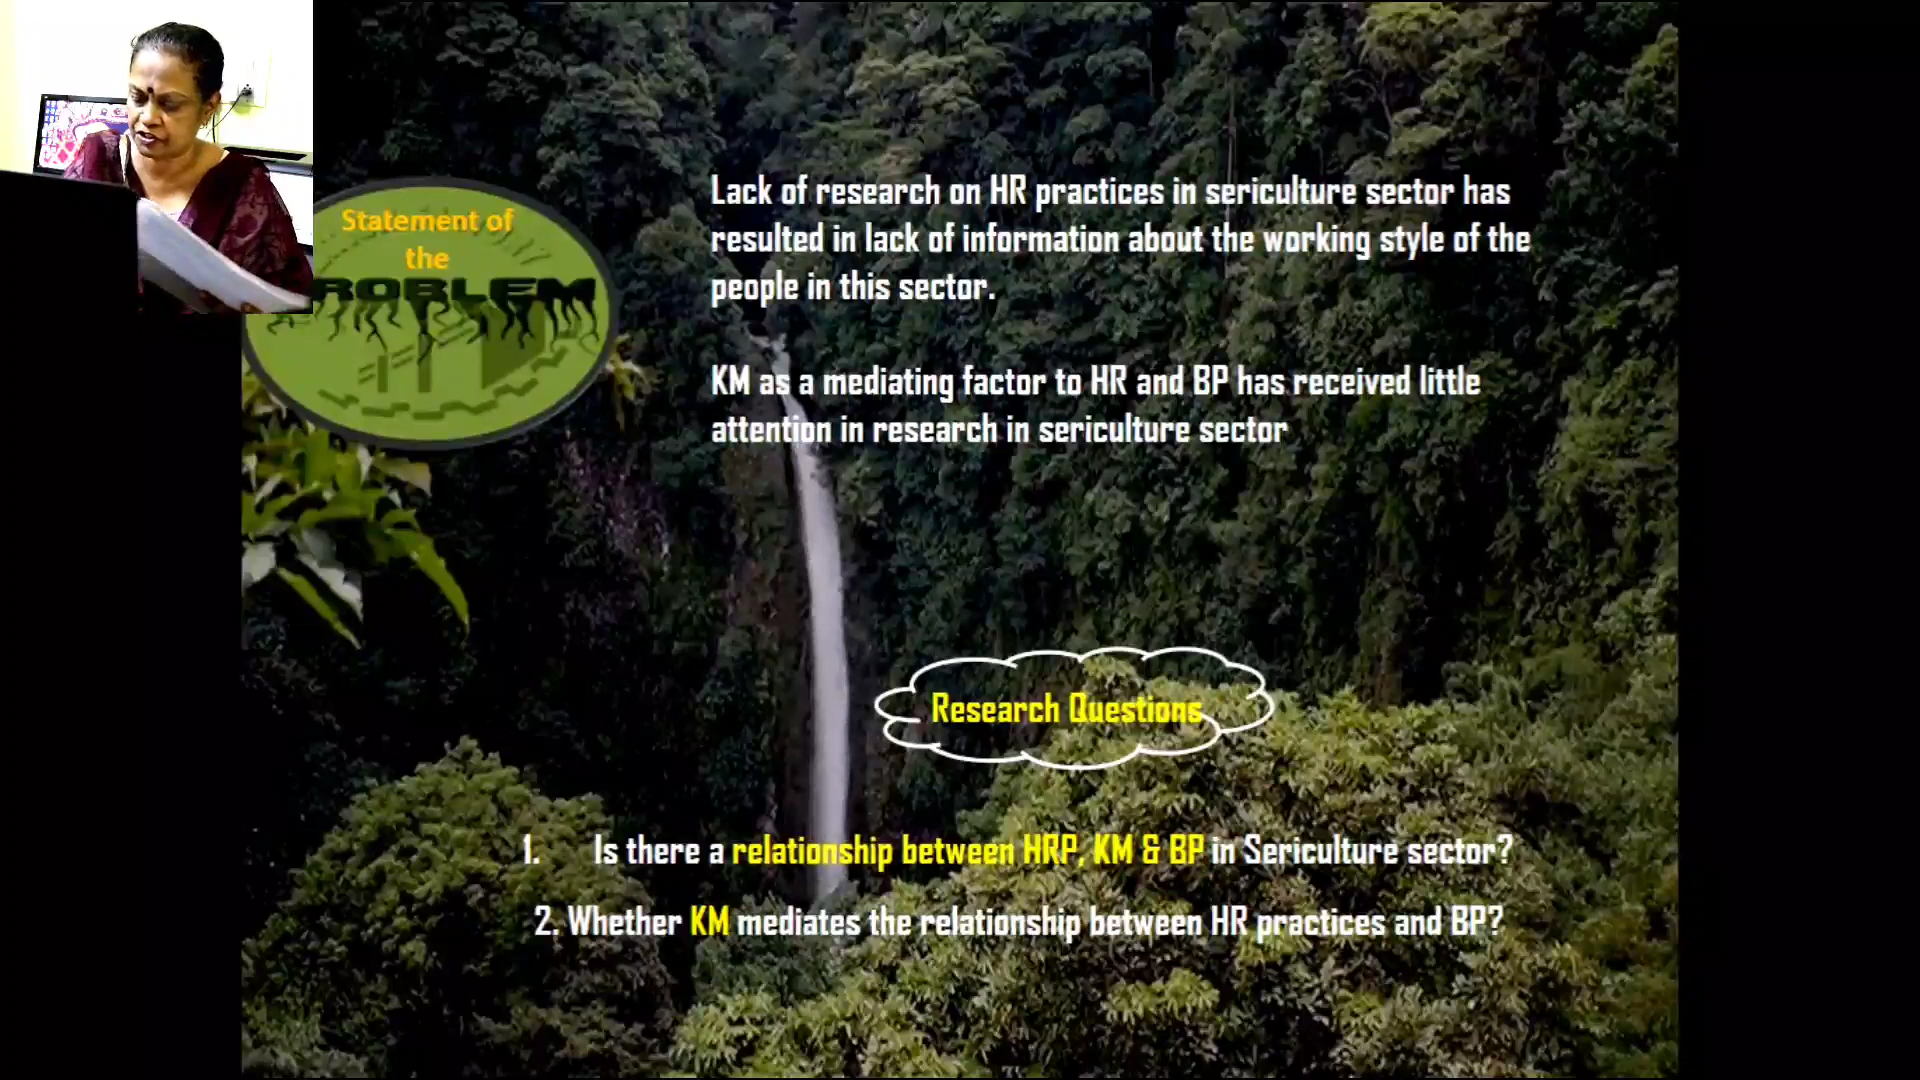 Statement of
the
ROBLEM
Lack of research on HR practices in sericulture sector has
resulted in lack of information about the working style of the
people in this sector.
KM as a mediating factor to HR and BP has received little
attention in research in sericulture sector
Research Questions
1. Is there a relationship between HRP, KM & BP in Sericulture sector?
2. Whether KM mediates the relationship between HR practices and BP?